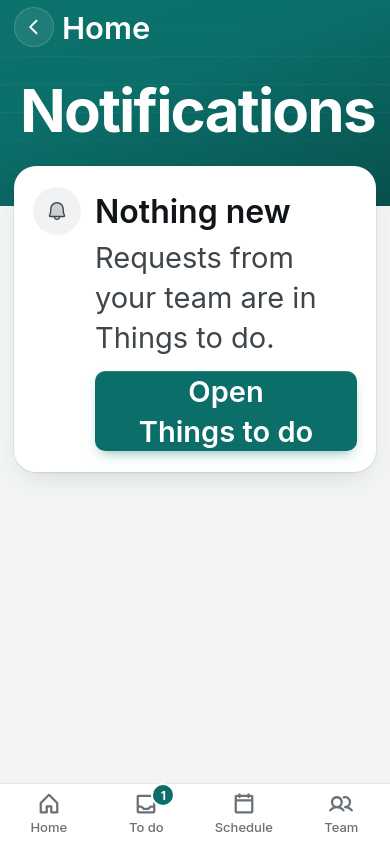 Home
Notifications
Nothing new
Requests from
your team are in
Things to do.
Open
Things to do
1
Home
To do
Schedule
Team